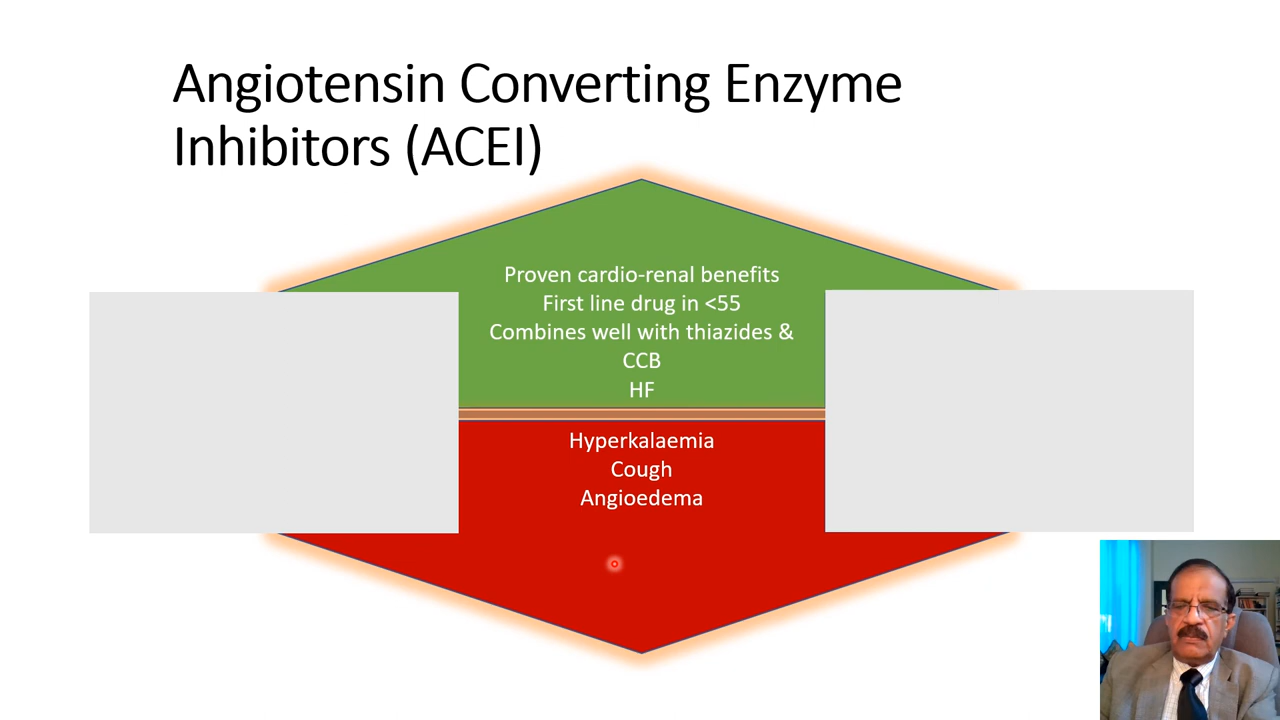 Angiotensin Converting Enzyme
Inhibitors (ACEI)
Proven cardio-renal benefits
First line drug in <55
Combines well with thiazides &
CCB
HF
Hyperkalaemia
Cough
Angioedema